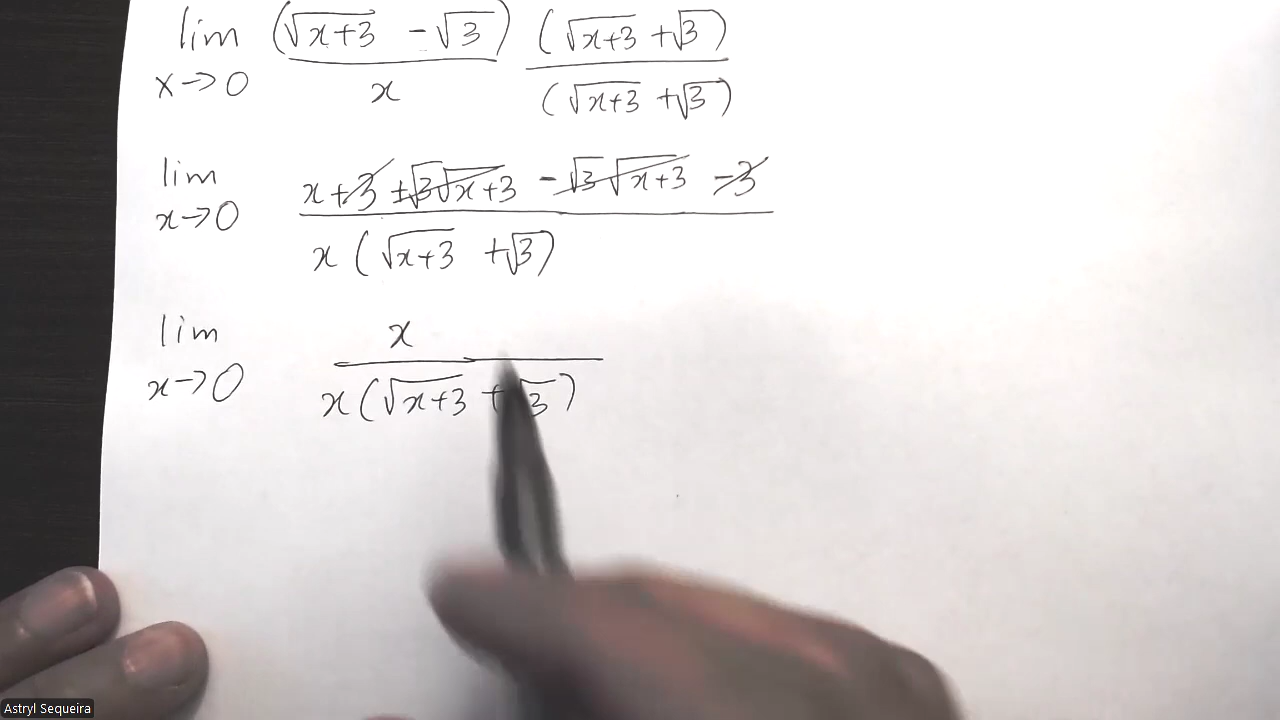 lim (√x+3 - √3) (√x+3 + √3)
x→0 x (√x+3 + √3)
lim x+3 +√3√x+3 - √3√x+3 -3
x→0 x(√x+3 + √3)
lim x
x→0 x(√x+3 + √3)
Astryl Sequeira